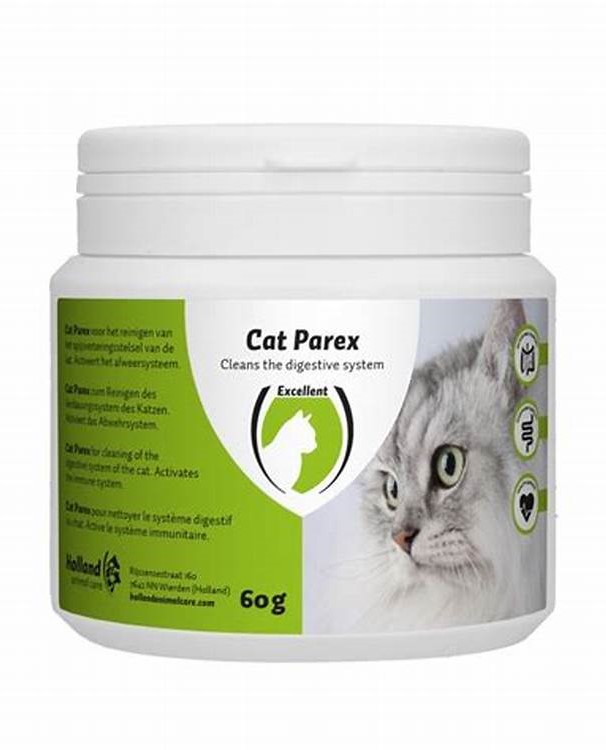 Cat Parex
Cleans the digestive system
Excellent
Cat Parex voor het reinigen van
het spijsverteringsstelsel van de
kat. Activeert het afweersysteem.
Cat Parex zum Reinigen des
Verdauungssystem des Katzen.
Aktiviert das Abwehrsystem.
Cat Parex for cleaning of the
digestive system of the cat. Activates
the immune system.
Cat Parex pour nettoyer le système digestif
du chat. Active le système immunitaire.
Holland
animal care
Rijssensestraat 160
7642 NN Wierden (Holland)
hollandanimalcare.com
60g